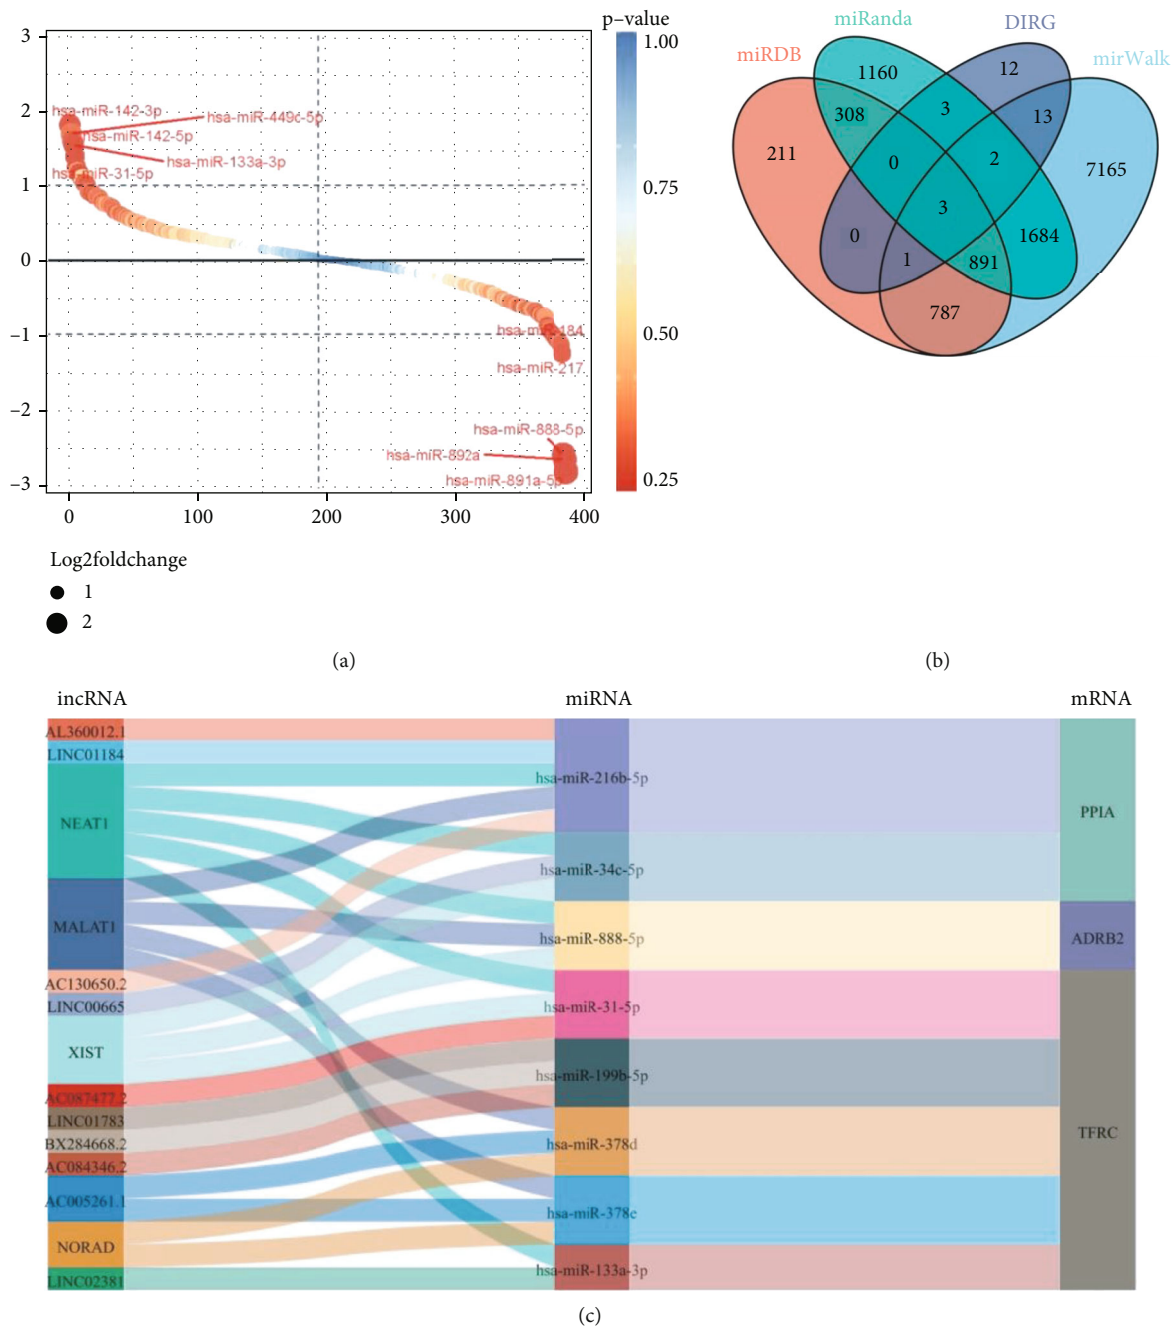 p–value
3
2
1
0
−1
−2
−3
hsa-miR-142-3p
hsa-miR-449c-5p
hsa-miR-142-5p
hsa-miR-133a-3p
hsa-miR-31-5p
hsa-miR-184
hsa-miR-217
hsa-miR-888-5p
hsa-miR-892a
hsa-miR-891a-5p
0 100 200 300 400
1.00
0.75
0.50
0.25
Log2foldchange
1
2
(a)
miRDB
miRanda
DIRG
mirWalk
1160
12
308
3
13
211
0
2
7165
3
0
1
891
1684
787
(b)
incRNA miRNA mRNA
AL360012.1
LINC01184
NEAT1
MALAT1
AC130650.2
LINC00665
XIST
AC087477.2
LINC01783
BX284668.2
AC084346.2
AC005261.1
NORAD
LINC02381
hsa-miR-216b-5p
hsa-miR-34c-5p
hsa-miR-888-5p
hsa-miR-31-5p
hsa-miR-199b-5p
hsa-miR-378d
hsa-miR-378e
hsa-miR-133a-3p
PPIA
ADRB2
TFRC
(c)